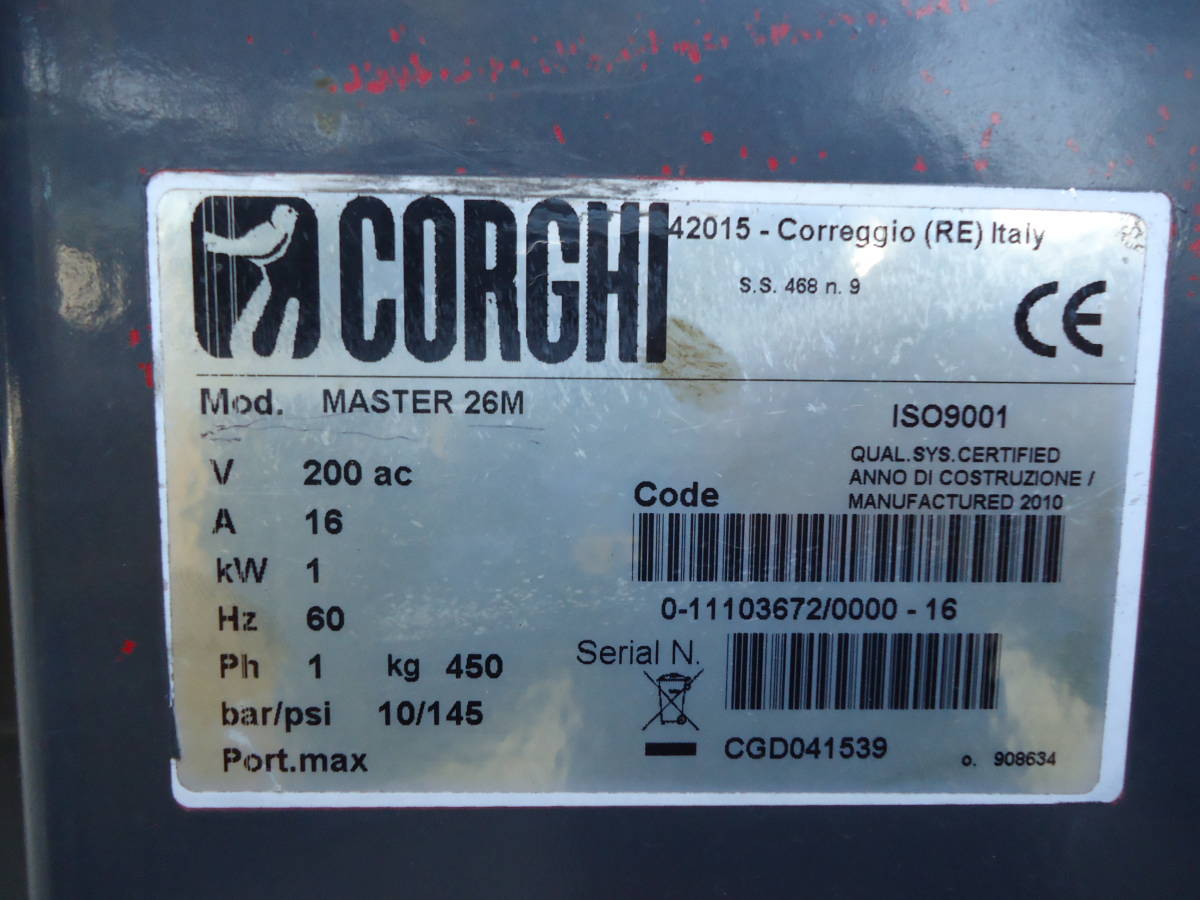 CORGHI
42015 - Correggio (RE) Italy
S.S. 468 n. 9
CE
Mod. MASTER 26M
ISO9001
QUAL.SYS.CERTIFIED
ANNO DI COSTRUZIONE /
MANUFACTURED 2010
V 200 ac
A 16
kW 1
Hz 60
Ph 1 kg 450
bar/psi 10/145
Port.max
Code
0-11103672/0000 - 16
Serial N.
CGD041539
o. 908634